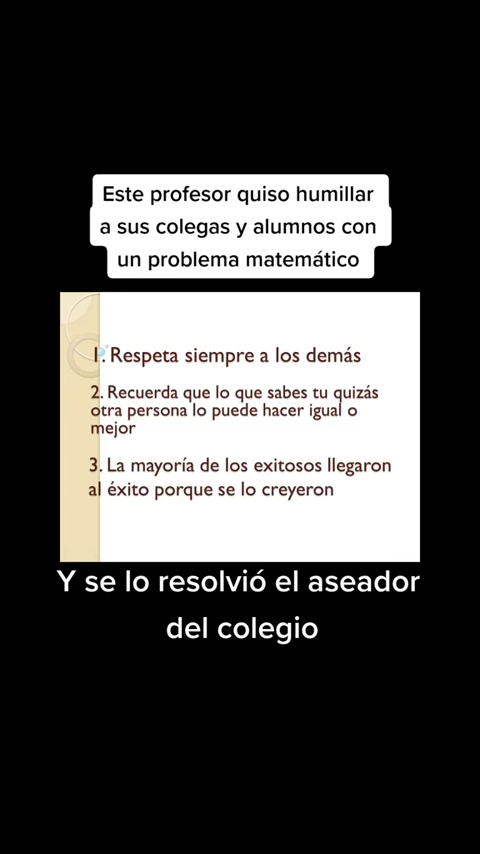 Este profesor quiso humillar
a sus colegas y alumnos con
un problema matemático
1. Respeta siempre a los demás
2. Recuerda que lo que sabes tu quizás
otra persona lo puede hacer igual o
mejor
3. La mayoría de los exitosos llegaron
al éxito porque se lo creyeron
Y se lo resolvió el aseador
del colegio